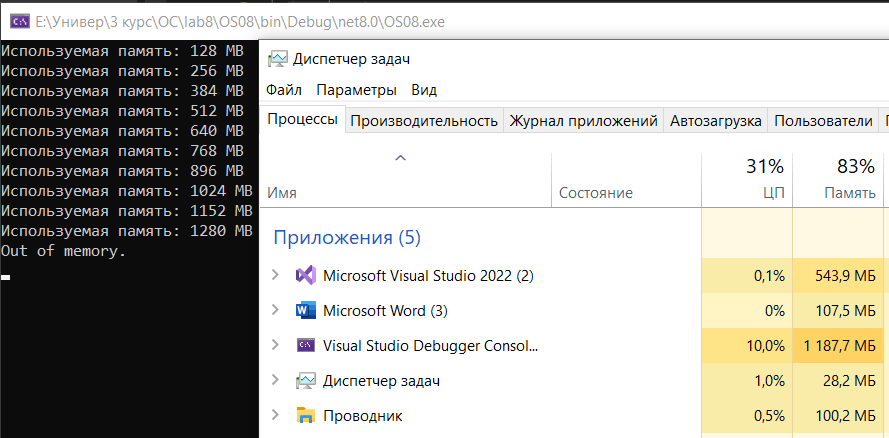 E:\Универ\3 курс\ОС\lab8\OS08\bin\Debug\net8.0\OS08.exe
Используемая память: 128 MB
Используемая память: 256 MB
Используемая память: 384 MB
Используемая память: 512 MB
Используемая память: 640 MB
Используемая память: 768 MB
Используемая память: 896 MB
Используемая память: 1024 MB
Используемая память: 1152 MB
Используемая память: 1280 MB
Out of memory.
Диспетчер задач
Файл Параметры Вид
Процессы Производительность Журнал приложений Автозагрузка Пользователи
31% 83%
Имя Состояние ЦП Память
Приложения (5)
Microsoft Visual Studio 2022 (2) 0,1% 543,9 МБ
Microsoft Word (3) 0% 107,5 МБ
Visual Studio Debugger Consol... 10,0% 1 187,7 МБ
Диспетчер задач 1,0% 28,2 МБ
Проводник 0,5% 100,2 МБ